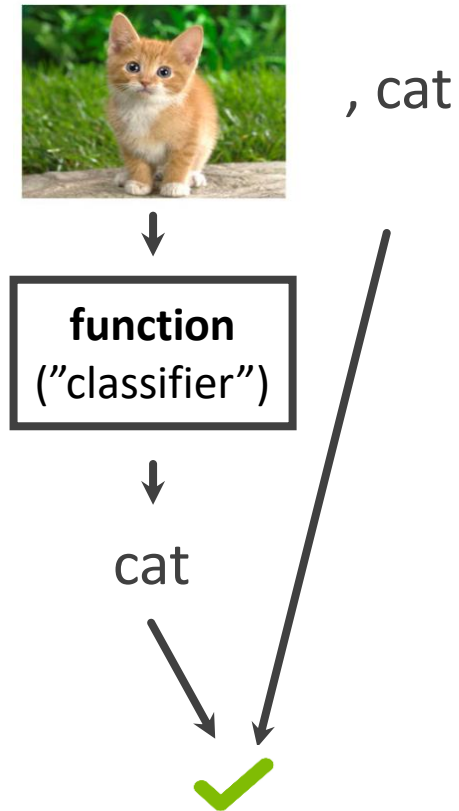 , cat
function
(”classifier”)
cat